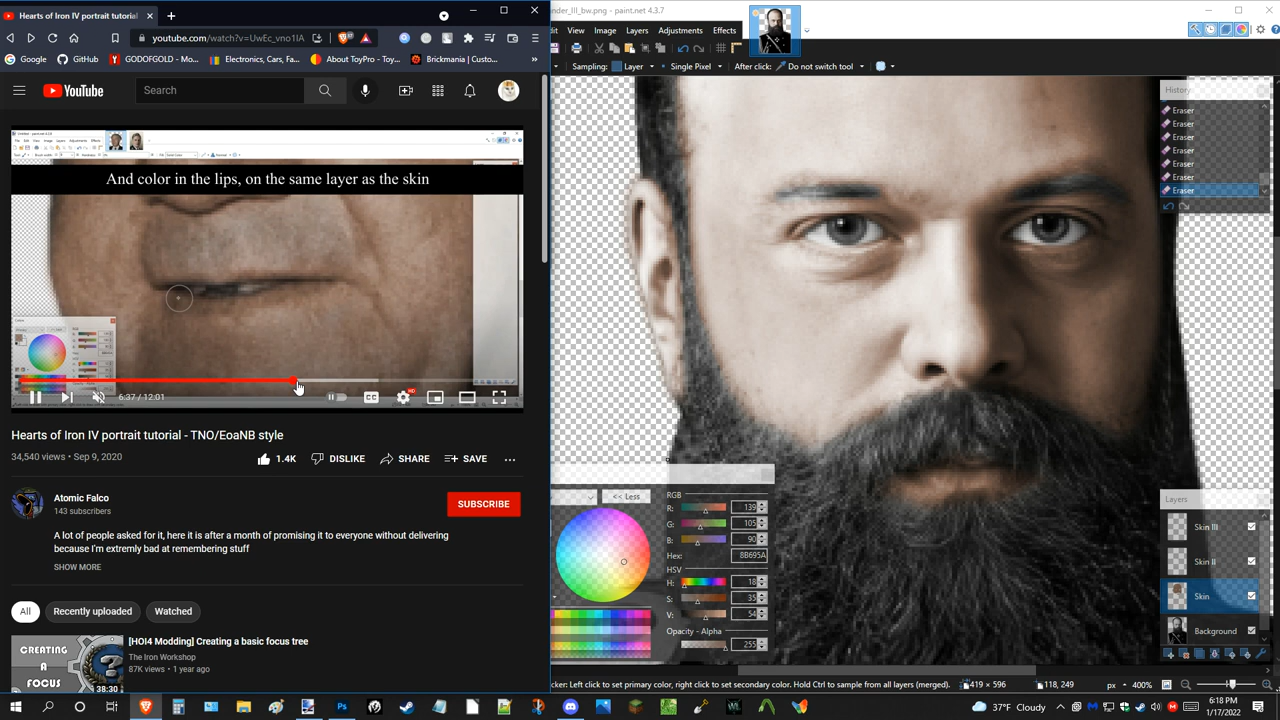 Hearts of Iron IV portrait tutorial
youtube.com/watch?v=UwEc_vno1IA
Google
GitHub
YODOFGOLD - Mo...
Electronics, Cars, Fa...
About ToyPro - Toy...
Brickmania | Custo...
YouTube
Search
And color in the lips, on the same layer as the skin
6:37 / 12:01
CC
HD
Hearts of Iron IV portrait tutorial - TNO/EoaNB style
34,540 views • Sep 9, 2020
1.4K
DISLIKE
SHARE
SAVE
Atomic Falco
143 subscribers
SUBSCRIBE
A lot of people asked for it, here it is after a month of promising it to everyone without delivering
because I'm extremly bad at remembering stuff
SHOW MORE
All
Recently uploaded
Watched
CREATING
A
FOCUS
38:30
[HOI4 Modding] Creating a basic focus tree
The Iron Workshop
87K views • 1 year ago
nder_III_bw.png - paint.net 4.3.7
dit
View
Image
Layers
Adjustments
Effects
Sampling:
Layer
Single Pixel
After click:
Do not switch tool
History
Eraser
Eraser
Eraser
Eraser
Eraser
Eraser
Eraser
<< Less
RGB
R:
139
G:
105
B:
90
Hex:
8B695A
HSV
H:
18
S:
35
V:
54
Opacity - Alpha
255
Layers
Skin III
Skin II
Skin
Background
cker: Left click to set primary color, right click to set secondary color. Hold Ctrl to sample from all layers (merged).
419 × 596
118, 249
px
400%
37°F Cloudy
6:18 PM
1/17/2022